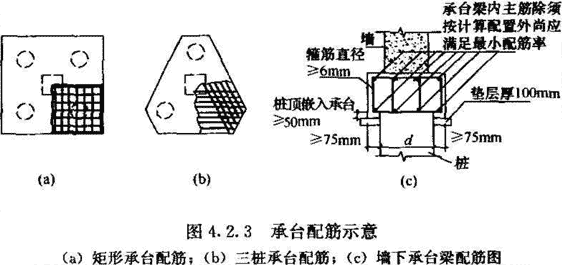 承台梁内主筋除须
按计算配置外尚应
满足最小配筋率
墙
箍筋直径
≥6mm
桩顶嵌入承台
≥50mm
垫层厚100mm
≥75mm
d
≥75mm
桩
(a)
(b)
(c)
图 4.2.3 承台配筋示意
(a) 矩形承台配筋；(b) 三桩承台配筋；(c) 墙下承台梁配筋图